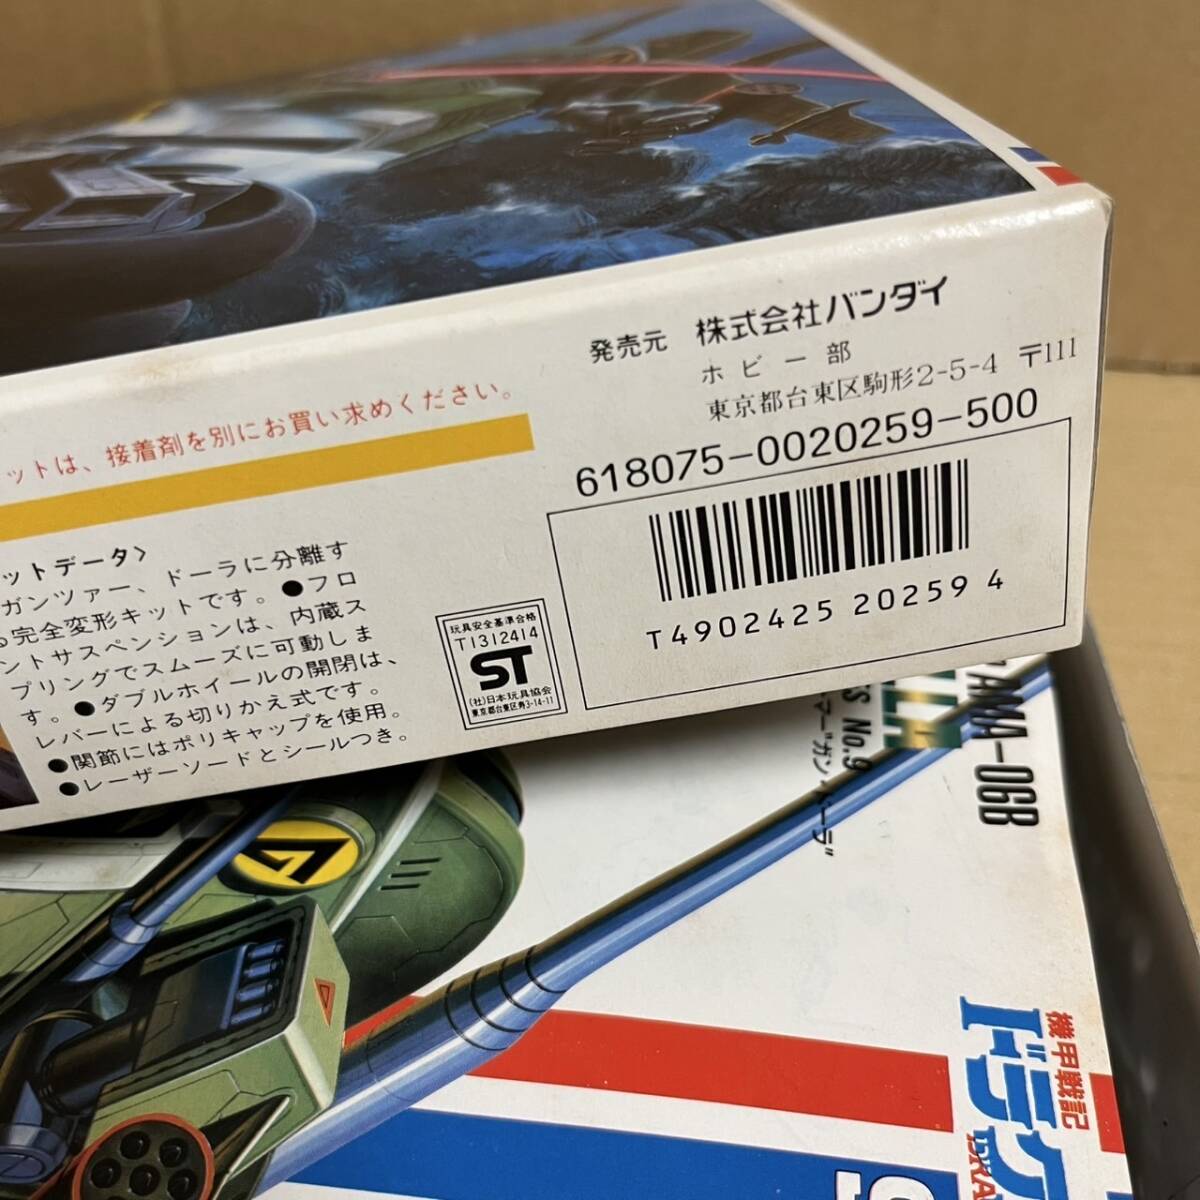 発売元 株式会社バンダイ
ホビー部
東京都台東区駒形2-5-4 〒111
618075-0020259-500
T4902425 20259 4
ットは、接着剤を別にお買い求めください。
ットデータ〉
ガンツァー、ドーラに分離す
る完全変形キットです。●フロ
ントサスペンションは、内蔵ス
プリングでスムーズに可動しま
す。●ダブルホイールの開閉は、
レバーによる切りかえ式です。
●関節にはポリキャップを使用。
●レーザーソードとシールつき。
玩具安全基準合格
T1312414
ST
(社)日本玩具協会
東京都台東区寿3-14-11
AMA-06B
No.9
機甲戦記
ドラグ
DRA